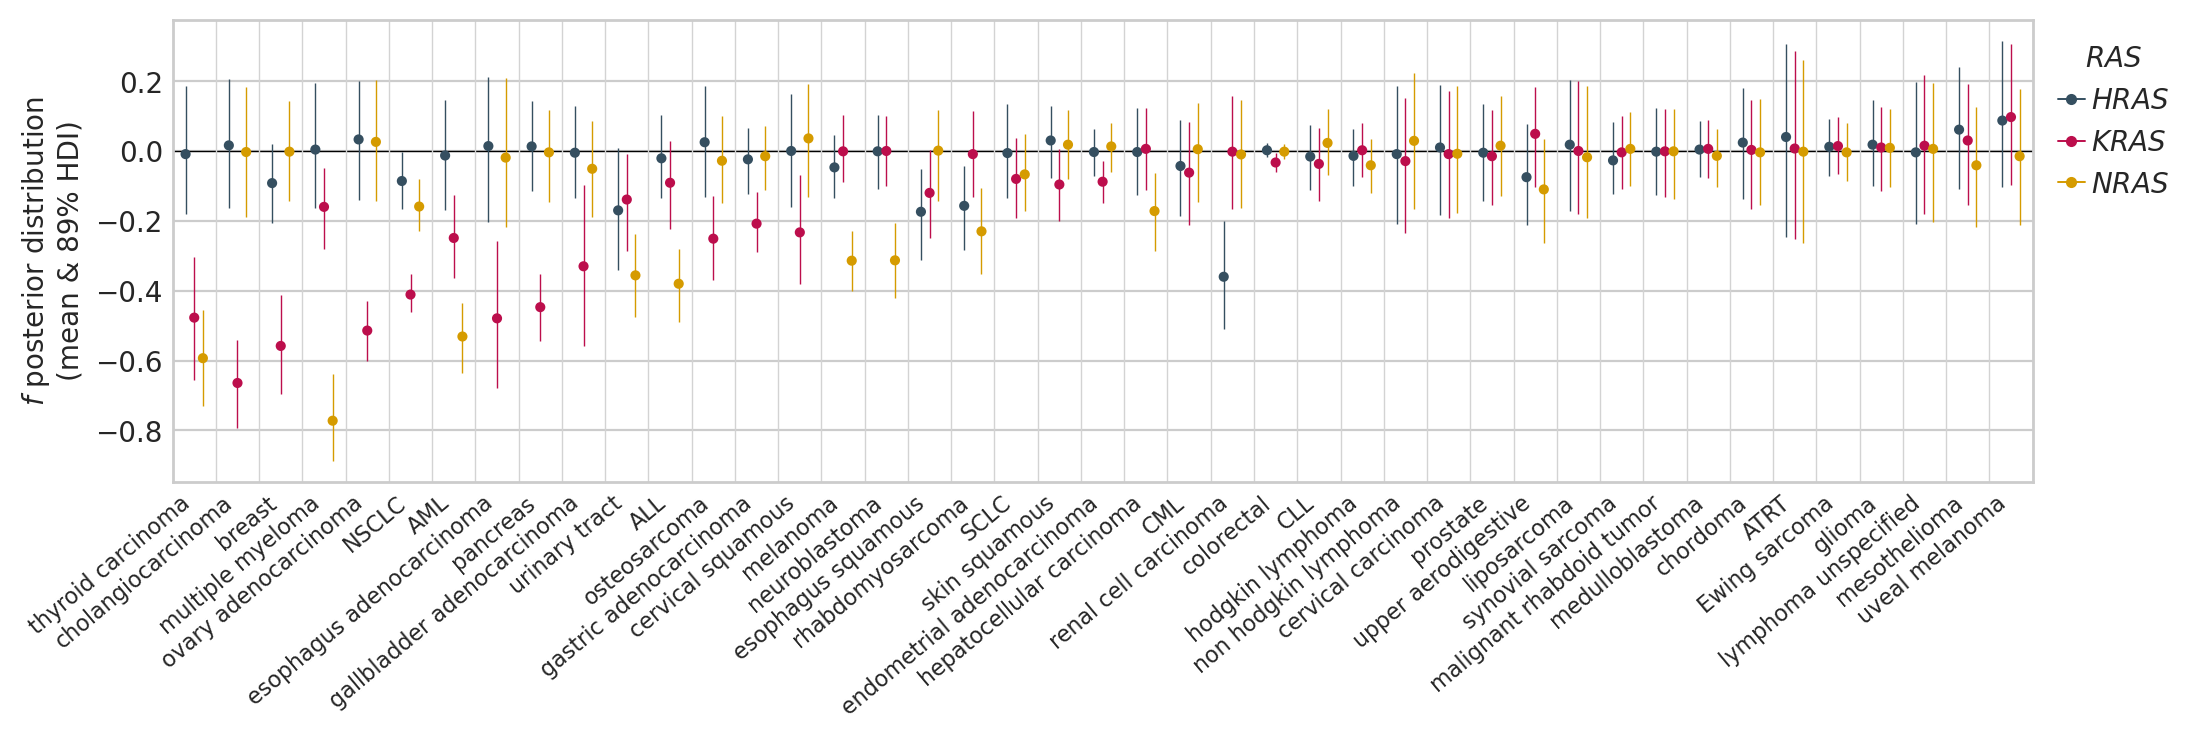 f posterior distribution
(mean & 89% HDI)
0.2
0.0
−0.2
−0.4
−0.6
−0.8
thyroid carcinoma
cholangiocarcinoma
breast
multiple myeloma
ovary adenocarcinoma
NSCLC
AML
esophagus adenocarcinoma
pancreas
gallbladder adenocarcinoma
urinary tract
ALL
osteosarcoma
gastric adenocarcinoma
cervical squamous
melanoma
neuroblastoma
esophagus squamous
rhabdomyosarcoma
SCLC
skin squamous
endometrial adenocarcinoma
hepatocellular carcinoma
CML
renal cell carcinoma
colorectal
CLL
hodgkin lymphoma
non hodgkin lymphoma
cervical carcinoma
prostate
upper aerodigestive
liposarcoma
synovial sarcoma
malignant rhabdoid tumor
medulloblastoma
chordoma
ATRT
Ewing sarcoma
glioma
lymphoma unspecified
mesothelioma
uveal melanoma
RAS
HRAS
KRAS
NRAS